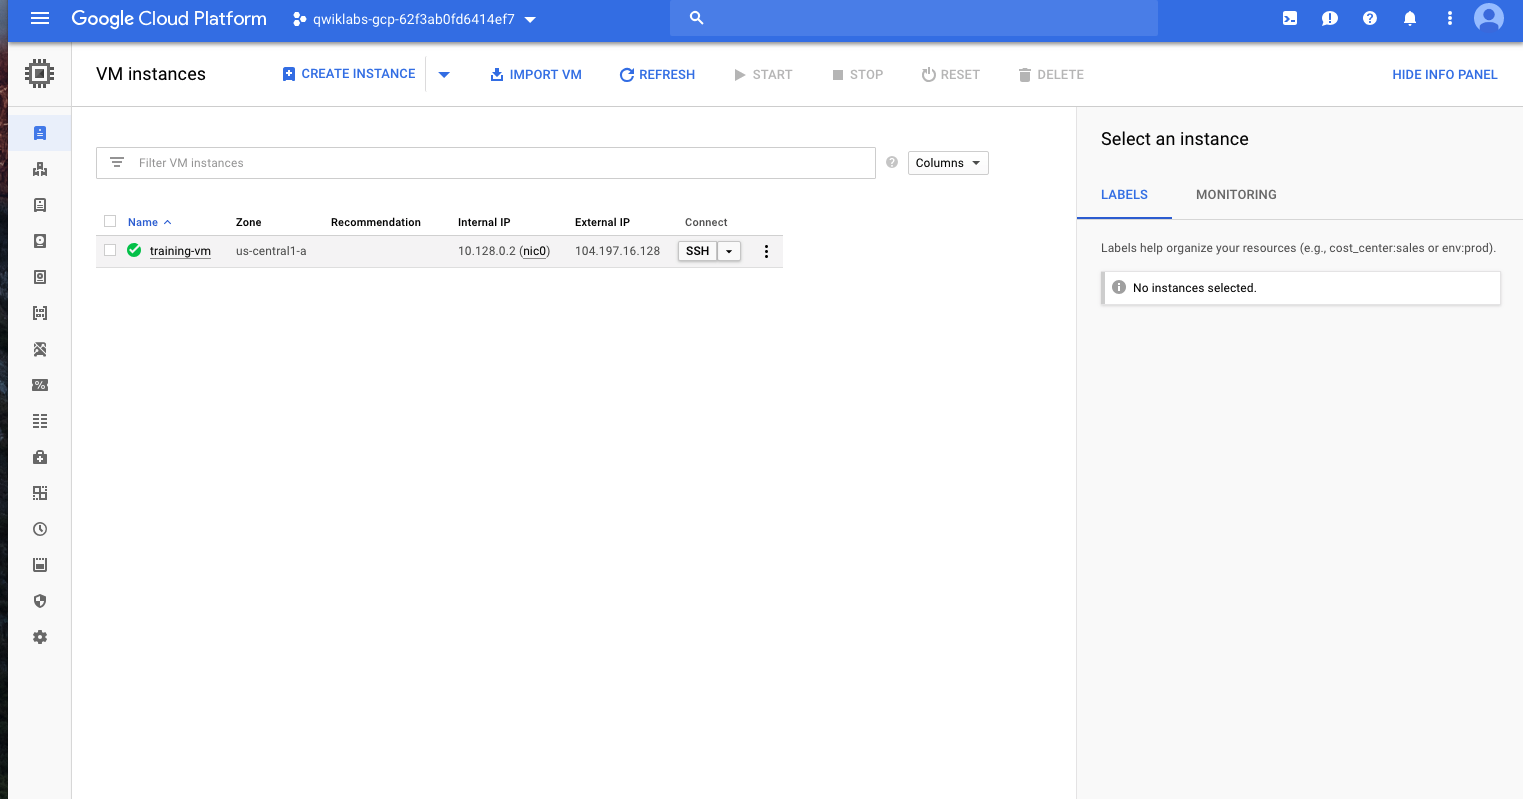 Google Cloud Platform qwiklabs-gcp-62f3ab0fd6414ef7
VM instances CREATE INSTANCE IMPORT VM REFRESH START STOP RESET DELETE HIDE INFO PANEL
Filter VM instances Columns
Name Zone Recommendation Internal IP External IP Connect
training-vm us-central1-a 10.128.0.2 (nic0) 104.197.16.128 SSH
Select an instance
LABELS MONITORING
Labels help organize your resources (e.g., cost_center:sales or env:prod).
No instances selected.